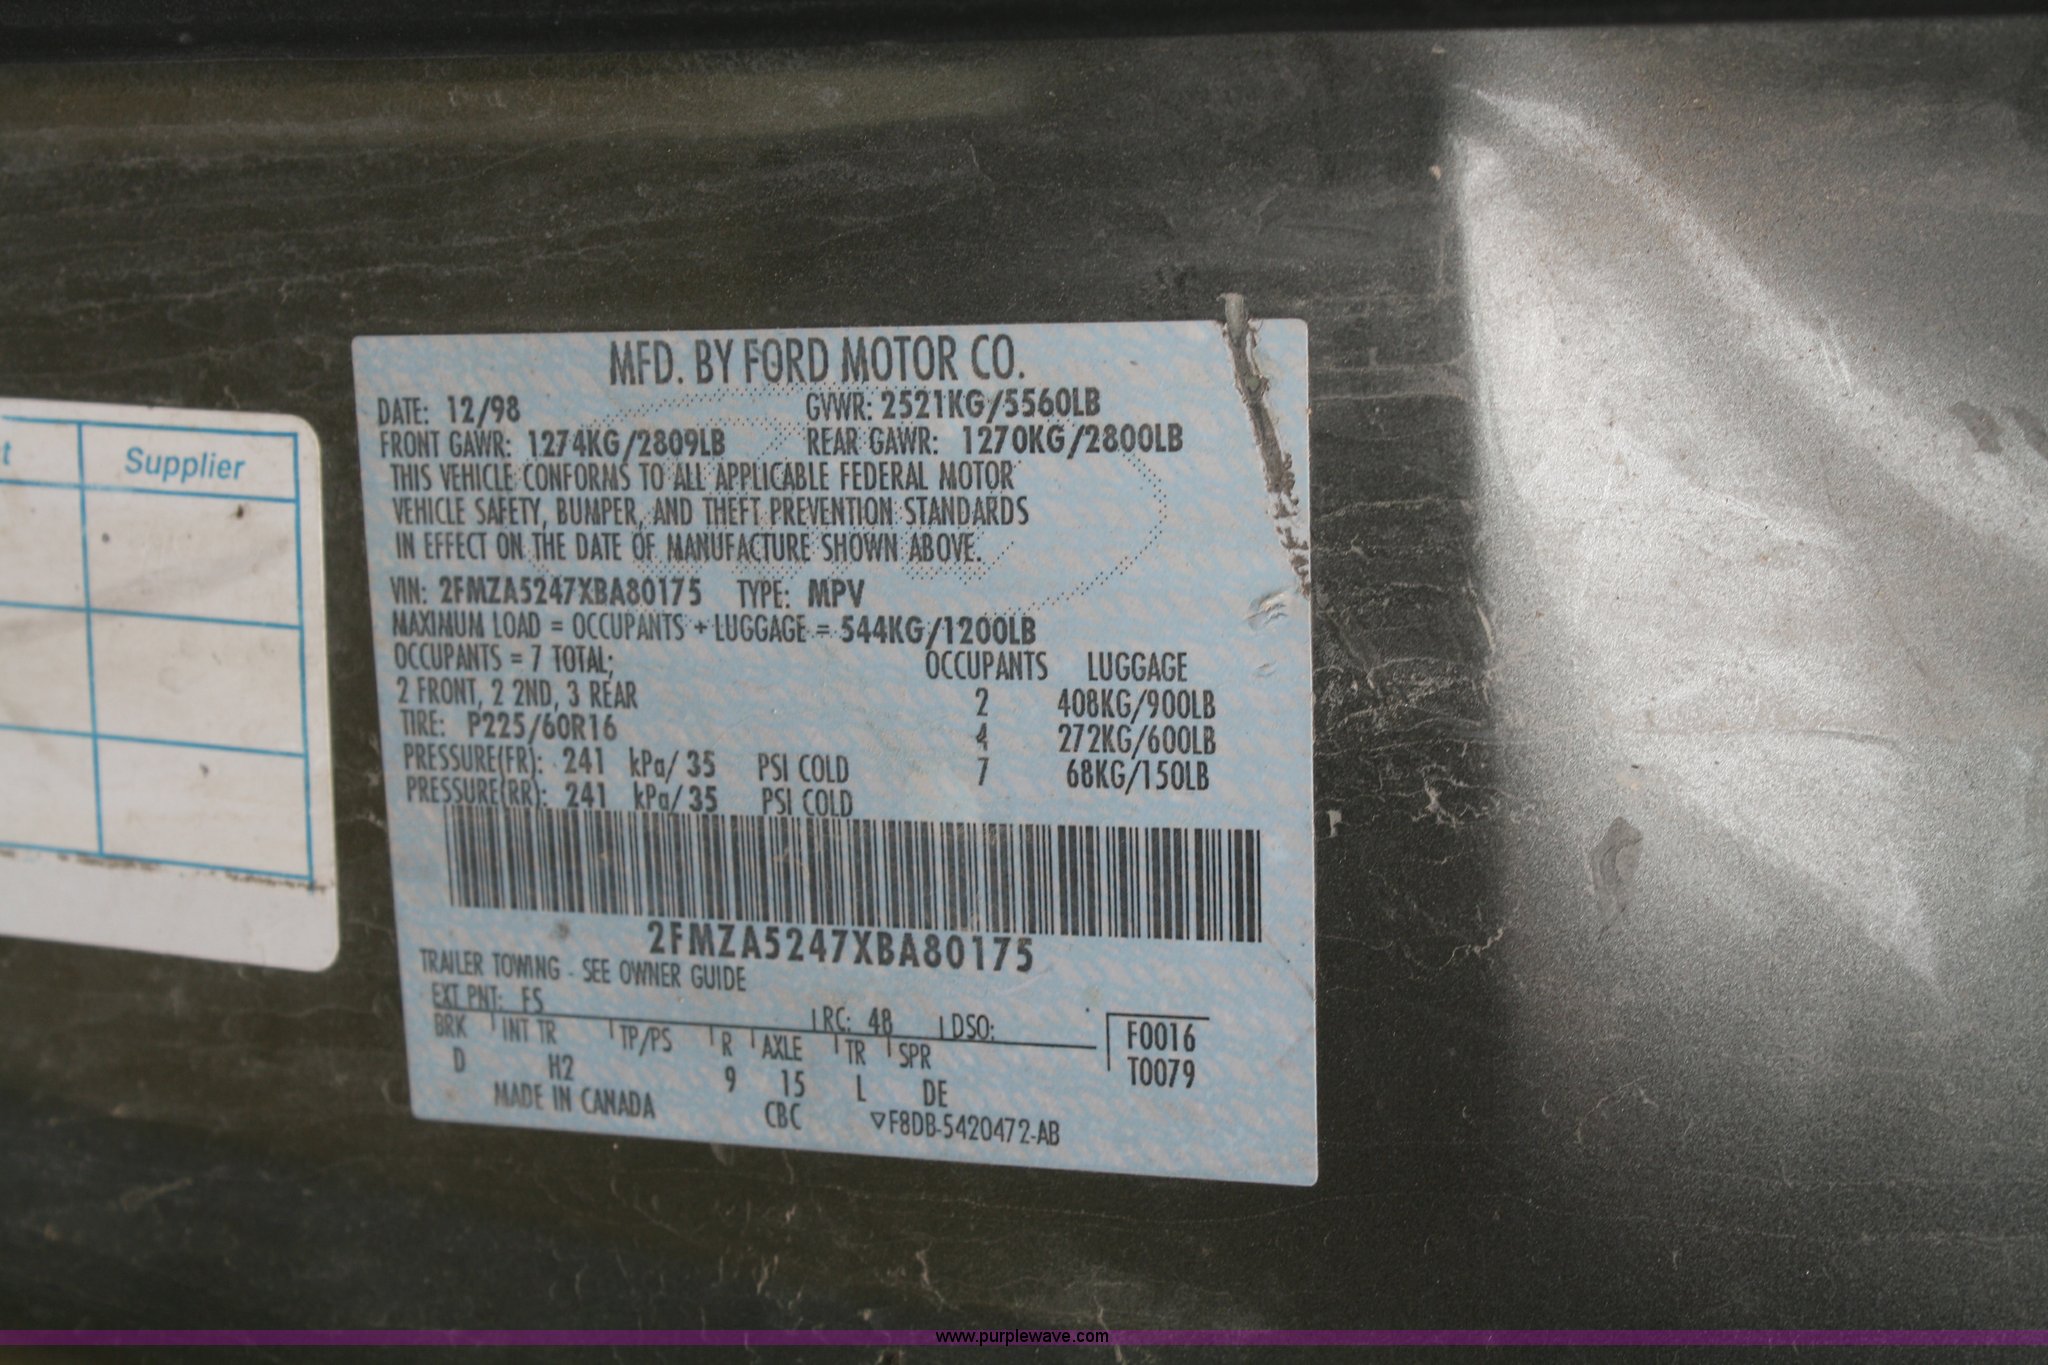 t
Supplier
MFD. BY FORD MOTOR CO.
DATE: 12/98 GVWR: 2521KG/5560LB
FRONT GAWR: 1274KG/2809LB REAR GAWR: 1270KG/2800LB
THIS VEHICLE CONFORMS TO ALL APPLICABLE FEDERAL MOTOR
VEHICLE SAFETY, BUMPER, AND THEFT PREVENTION STANDARDS
IN EFFECT ON THE DATE OF MANUFACTURE SHOWN ABOVE.
VIN: 2FMZA5247XBA80175 TYPE: MPV
MAXIMUM LOAD = OCCUPANTS + LUGGAGE = 544KG/1200LB
OCCUPANTS = 7 TOTAL; OCCUPANTS LUGGAGE
2 FRONT, 2 2ND, 3 REAR 2 408KG/900LB
TIRE: P225/60R16 4 272KG/600LB
PRESSURE(FR): 241 kPa/ 35 PSI COLD 7 68KG/150LB
PRESSURE(RR): 241 kPa/ 35 PSI COLD
2FMZA5247XBA80175
TRAILER TOWING - SEE OWNER GUIDE
EXT PNT: FS RC: 48 DSO: F0016
BRK INT TR TP/PS R AXLE TR SPR T0079
D H2 9 15 L DE
MADE IN CANADA CBC ▽F8DB-5420472-AB
www.purplewave.com